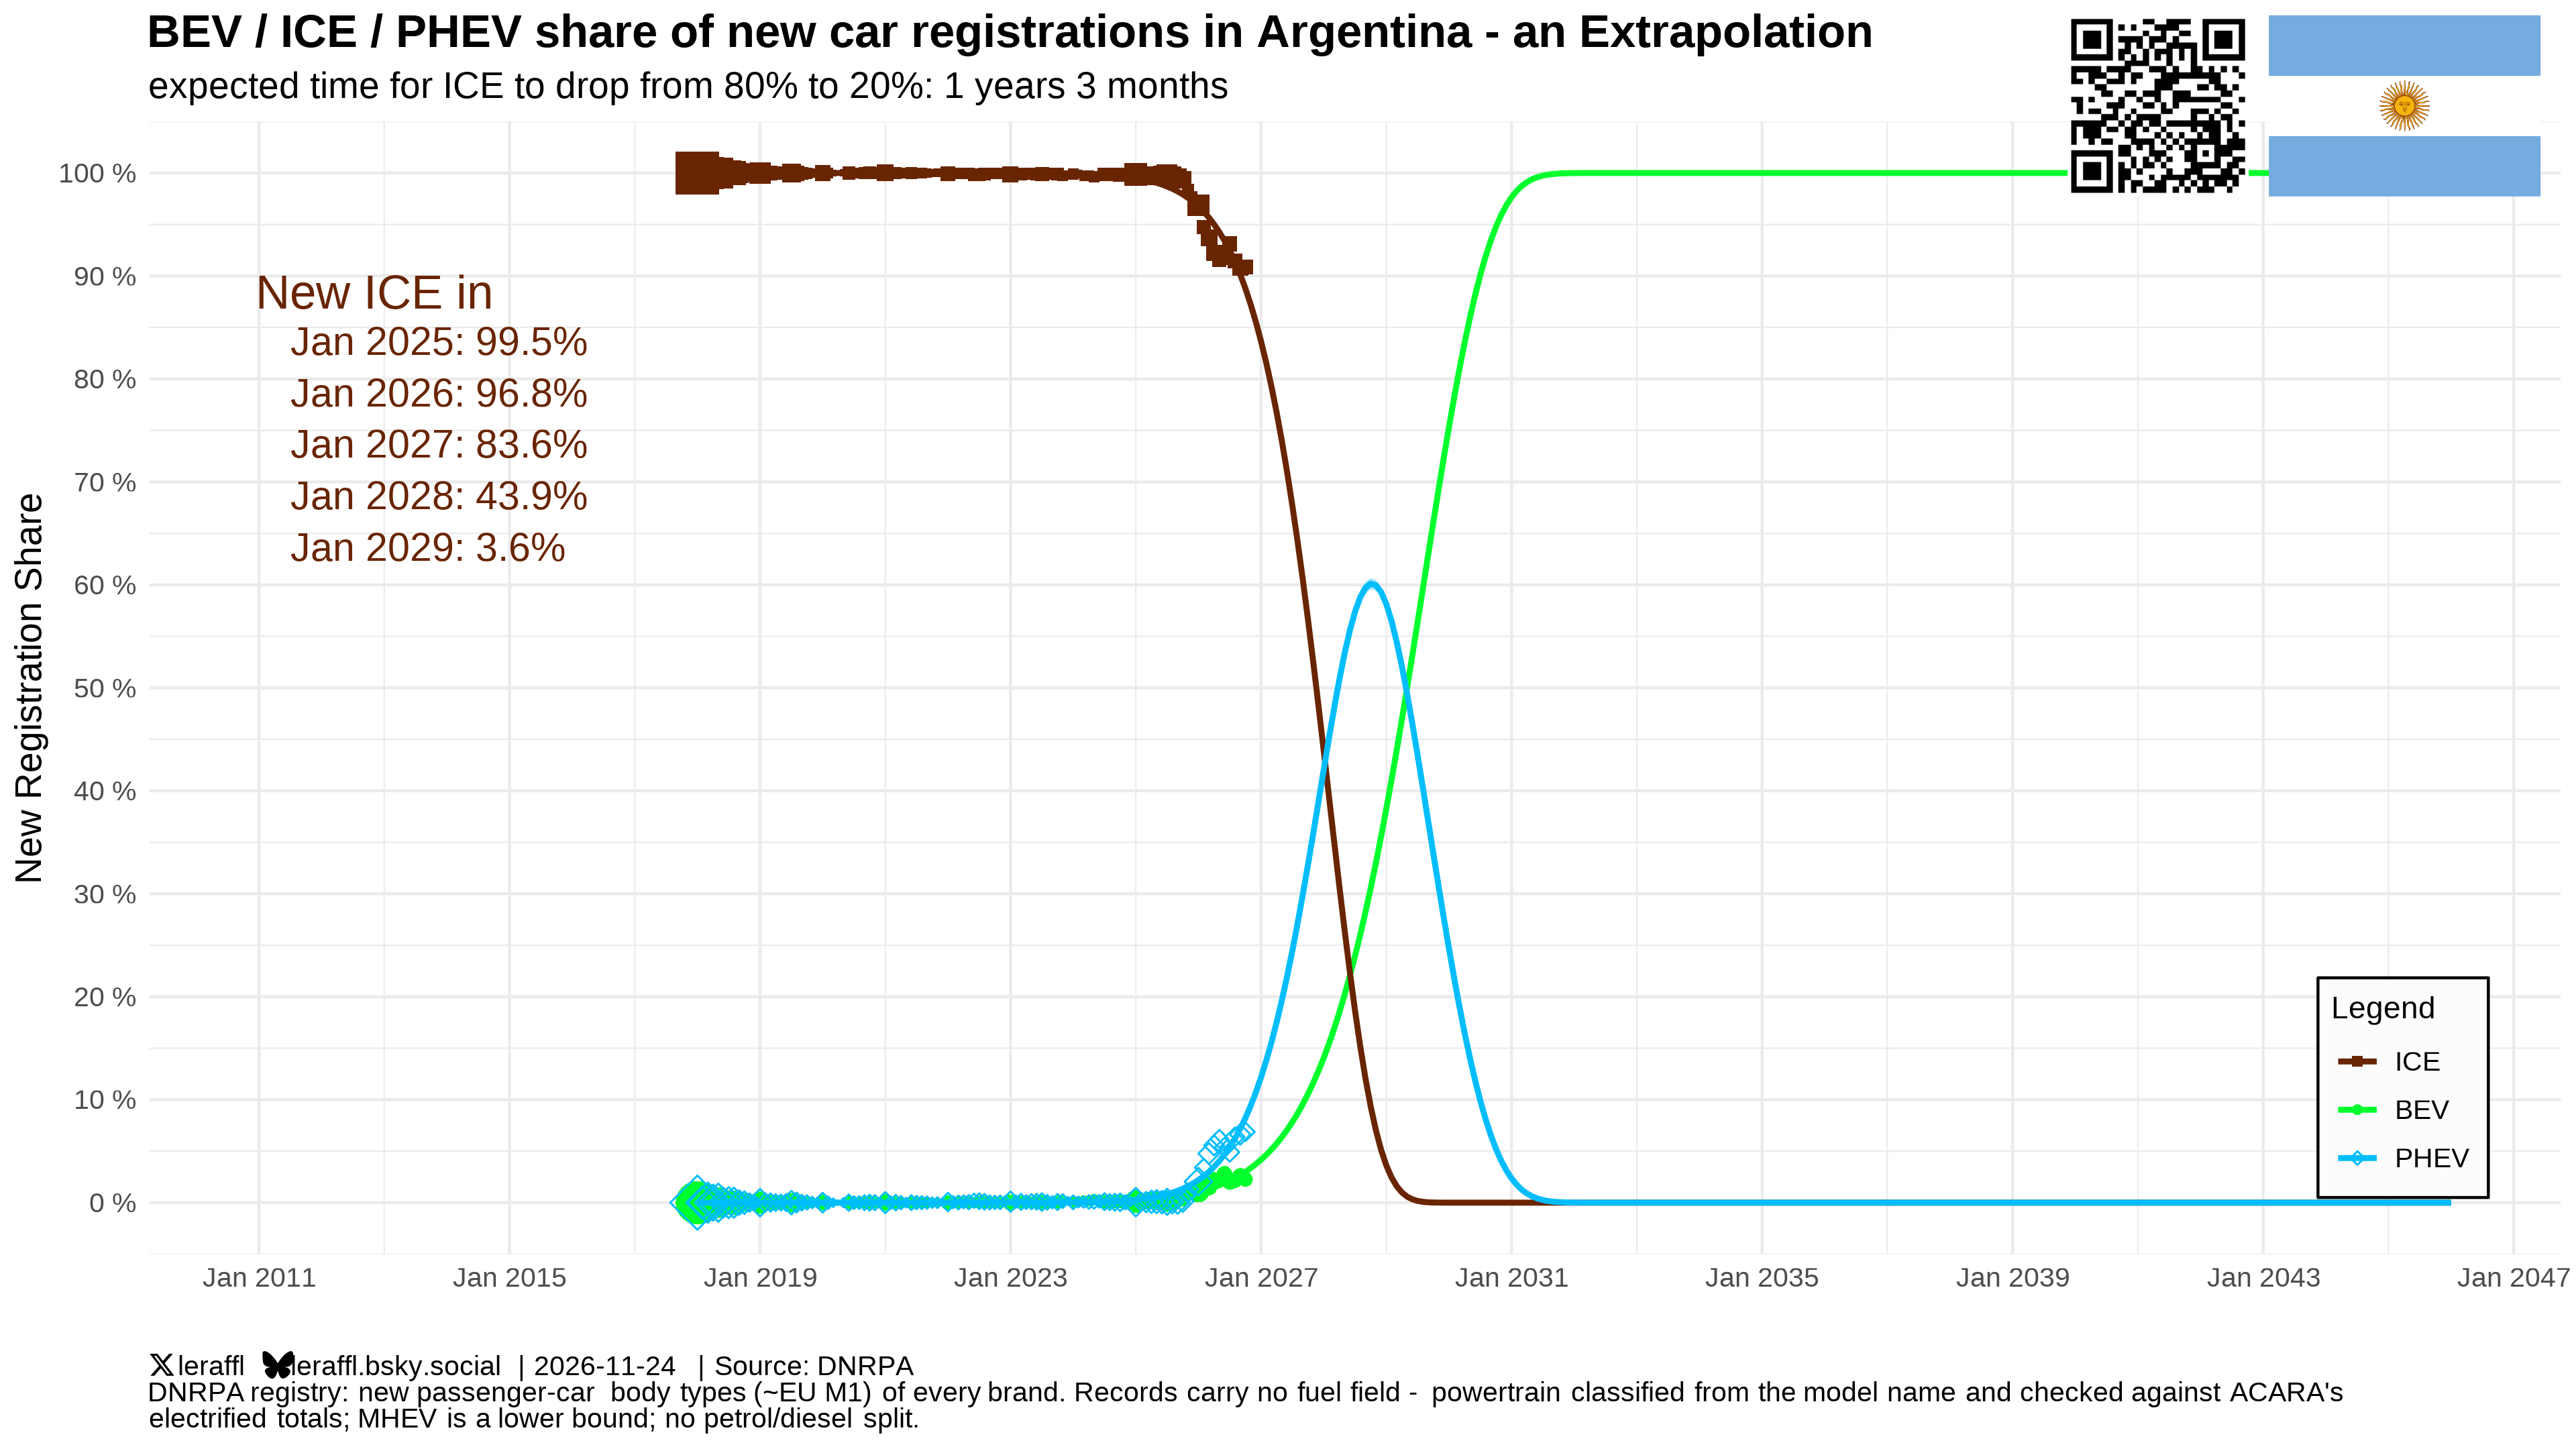 BEV / ICE / PHEV share of new car registrations in Argentina - an Extrapolation
expected time for ICE to drop from 80% to 20%: 1 years 3 months
New Registration Share
100 %
90 %
80 %
70 %
60 %
50 %
40 %
30 %
20 %
10 %
0 %
New ICE in
Jan 2025: 99.5%
Jan 2026: 96.8%
Jan 2027: 83.6%
Jan 2028: 43.9%
Jan 2029: 3.6%
Legend
ICE
BEV
PHEV
Jan 2011 Jan 2015 Jan 2019 Jan 2023 Jan 2027 Jan 2031 Jan 2035 Jan 2039 Jan 2043 Jan 2047
leraffl leraffl.bsky.social | 2026-11-24 | Source: DNRPA
DNRPA registry: new passenger-car body types (~EU M1) of every brand. Records carry no fuel field - powertrain classified from the model name and checked against ACARA's
electrified totals; MHEV is a lower bound; no petrol/diesel split.